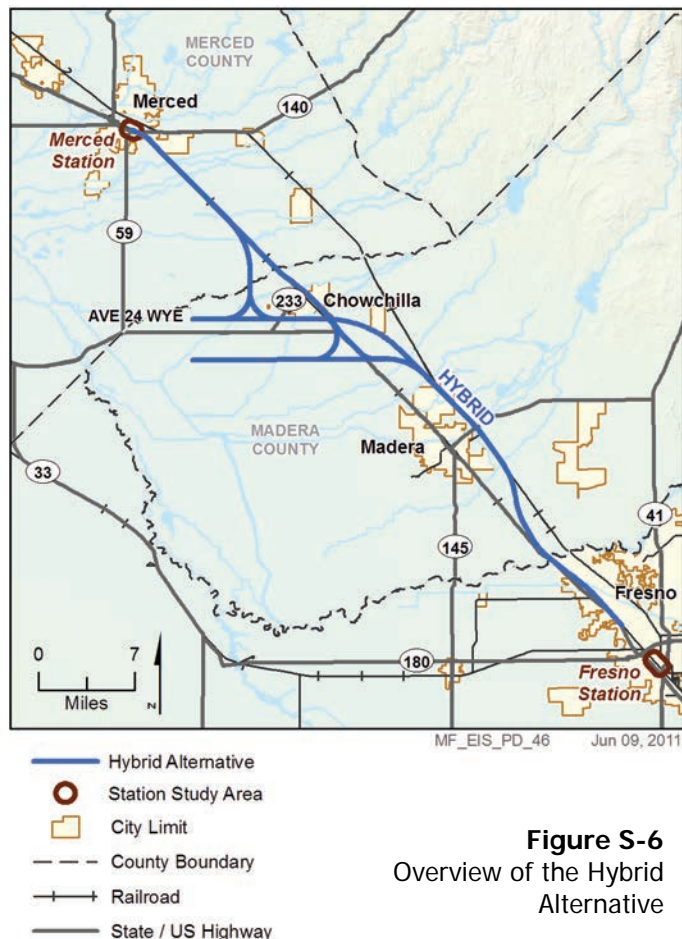 MERCED
COUNTY
Merced
140
Merced
Station
59
233
Chowchilla
AVE 24 WYE
HYBRID
MADERA
COUNTY
Madera
33
41
145
Fresno
0 7
Miles
N
180
Fresno
Station
MF_EIS_PD_46 Jun 09, 2011
Hybrid Alternative
Station Study Area
City Limit
County Boundary
Railroad
State / US Highway
Figure S-6
Overview of the Hybrid
Alternative